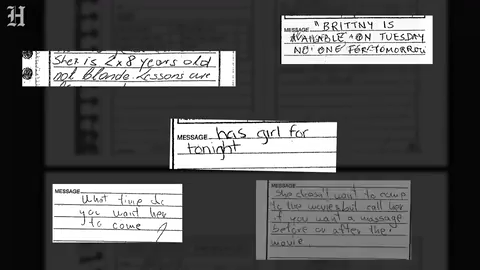 H
She is 2x8 years old
not blonde. Lessons are
MESSAGE "BRITTNY IS
AVAILABLE ON TUESDAY
NO ONE FOR TOMORROW
MESSAGE has girl for
tonight
MESSAGE
What time do
you want her
to come
MESSAGE
She doesn't want to come
to the movies but call her
if you want a massage
before or after the
movie